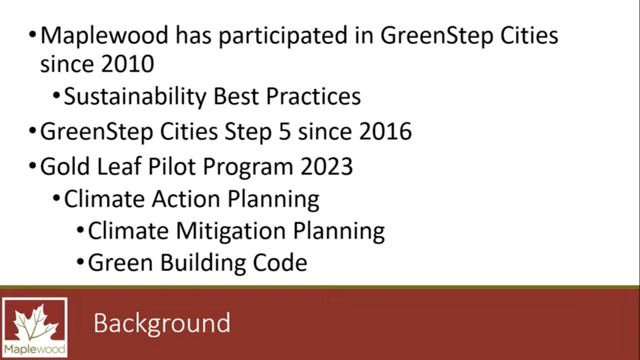 •Maplewood has participated in GreenStep Cities
since 2010
•Sustainability Best Practices
•GreenStep Cities Step 5 since 2016
•Gold Leaf Pilot Program 2023
•Climate Action Planning
•Climate Mitigation Planning
•Green Building Code
Maplewood
Background